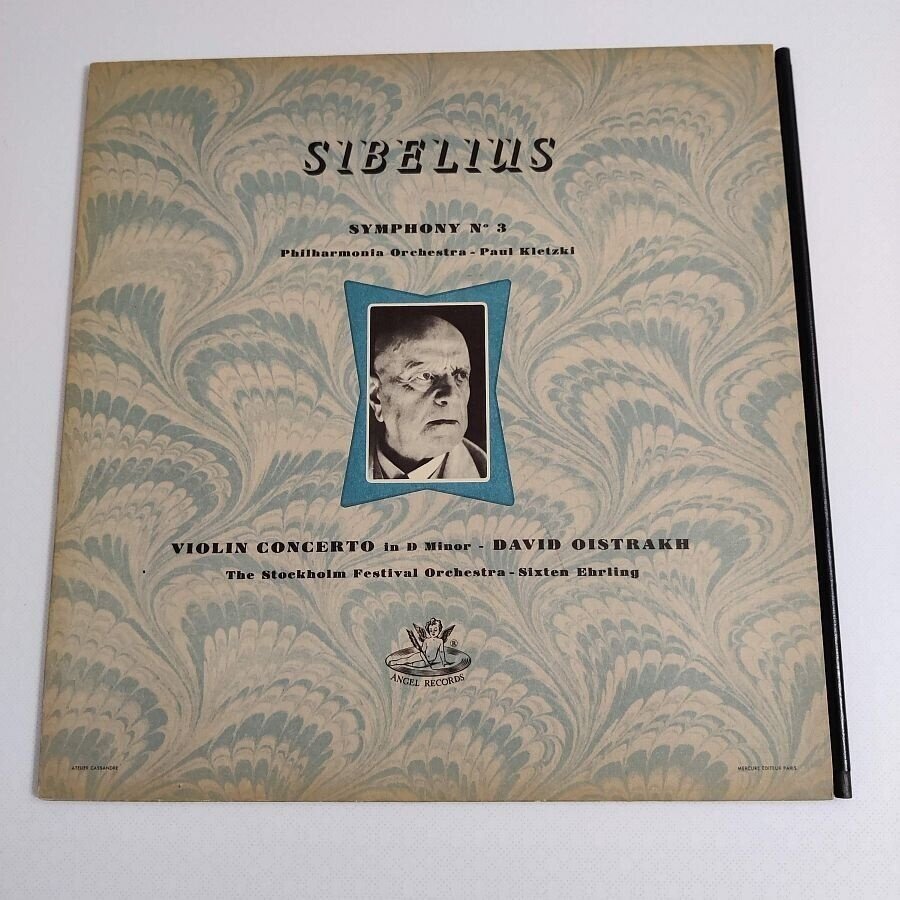 SIBELIUS
SYMPHONY Nº 3
Philharmonia Orchestra - Paul Kletzki
VIOLIN CONCERTO in D Minor - DAVID OISTRAKH
The Stockholm Festival Orchestra - Sixten Ehrling
®
ANGEL RECORDS
ATELIER CASSANDRE
MERCURE EDITEUR PARIS.